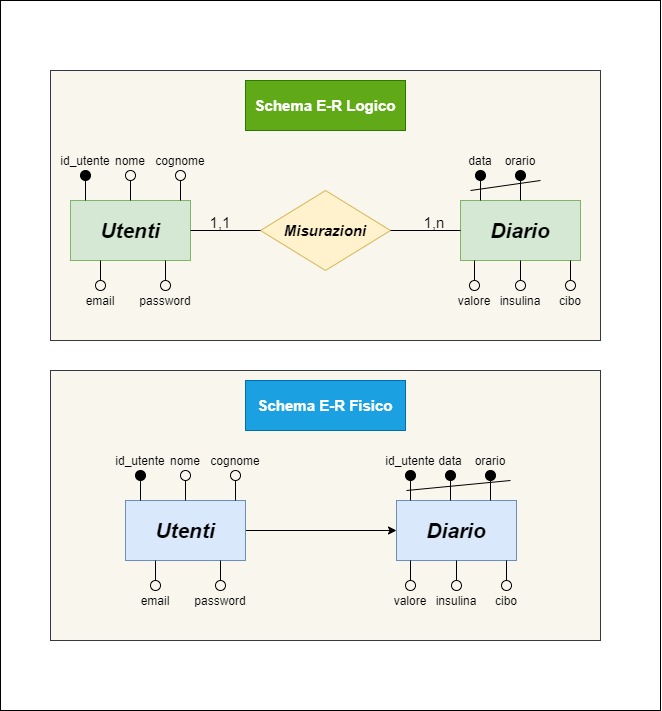 Schema E-R Logico
id_utente nome cognome
data orario
Utenti
1,1
Misurazioni
1,n
Diario
email password
valore insulina cibo
Schema E-R Fisico
id_utente nome cognome
id_utente data orario
Utenti
Diario
email password
valore insulina cibo